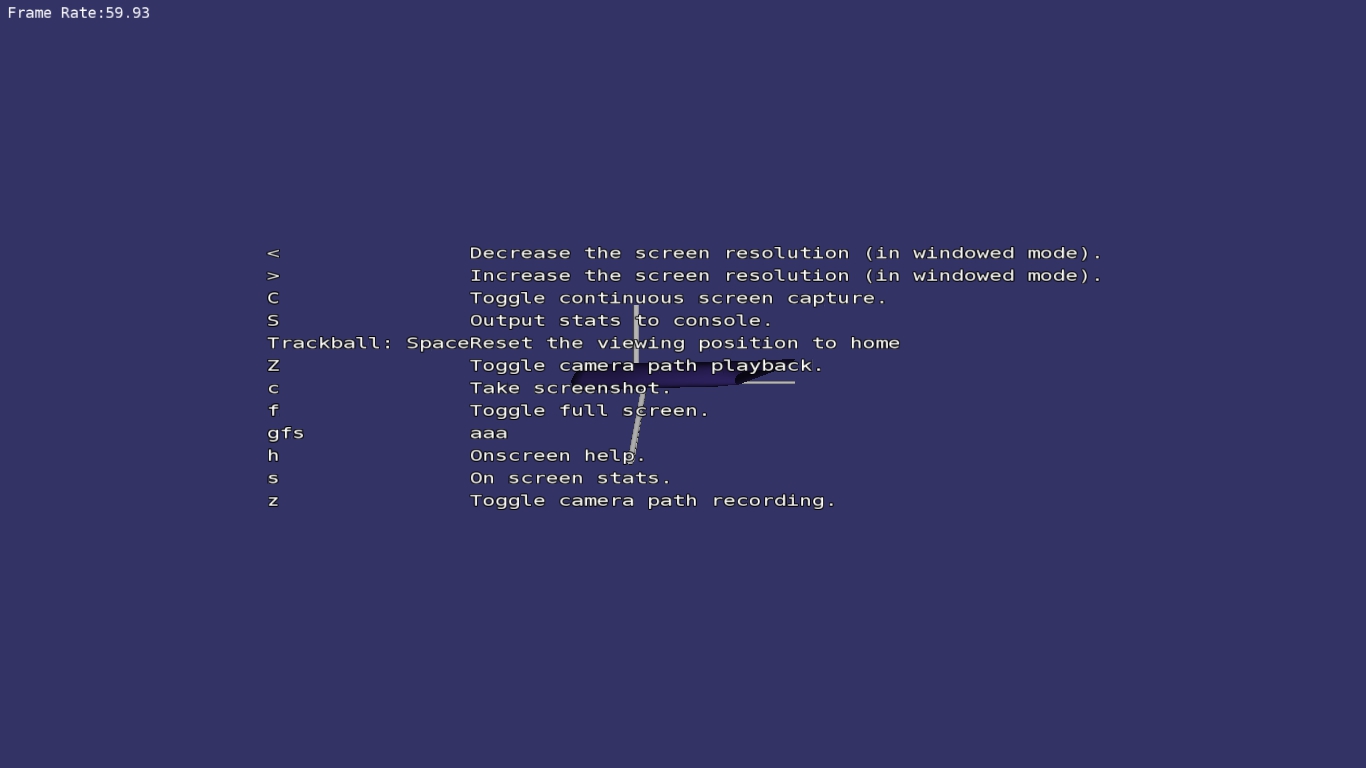 Frame Rate:59.93
< Decrease the screen resolution (in windowed mode).
> Increase the screen resolution (in windowed mode).
C Toggle continuous screen capture.
S Output stats to console.
Trackball: SpaceReset the viewing position to home
Z Toggle camera path playback.
c Take screenshot.
f Toggle full screen.
gfs aaa
h Onscreen help.
s On screen stats.
z Toggle camera path recording.